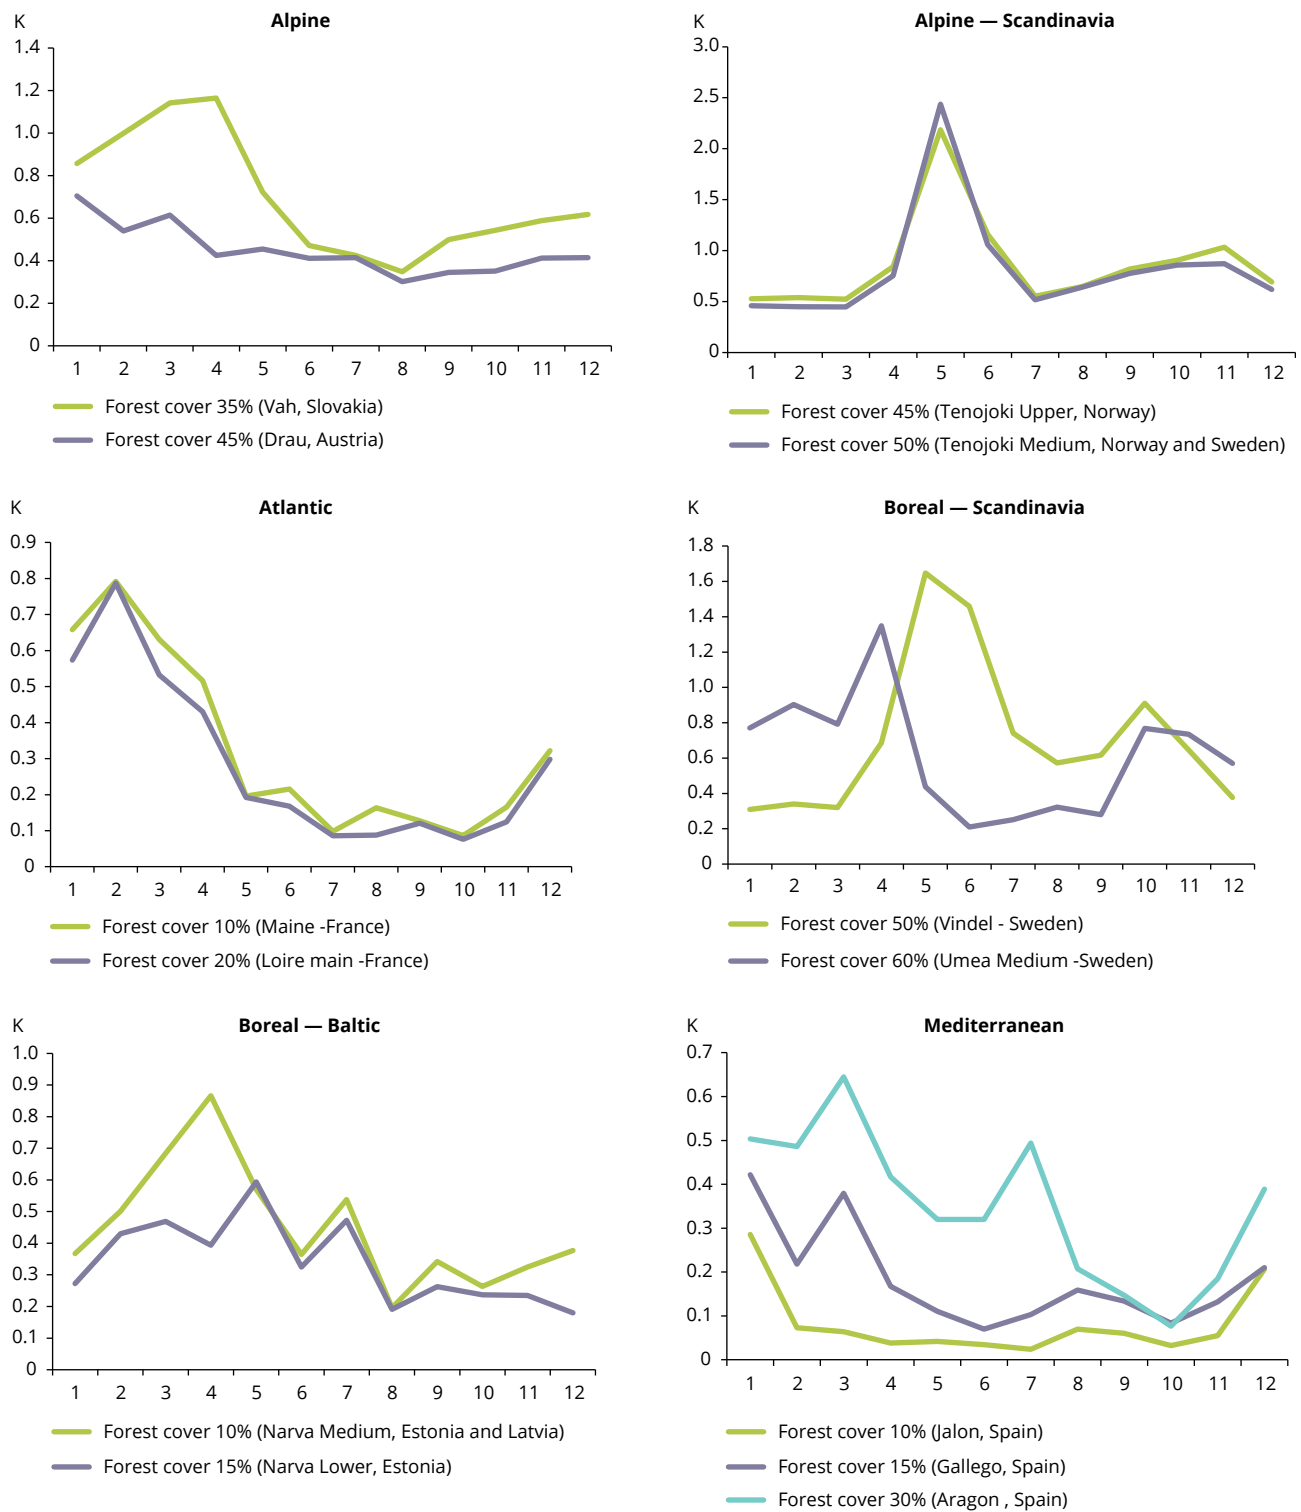 K
Alpine
1.4
1.2
1.0
0.8
0.6
0.4
0.2
0
1 2 3 4 5 6 7 8 9 10 11 12
Forest cover 35% (Vah, Slovakia)
Forest cover 45% (Drau, Austria)
K
Alpine — Scandinavia
3.0
2.5
2.0
1.5
1.0
0.5
0
1 2 3 4 5 6 7 8 9 10 11 12
Forest cover 45% (Tenojoki Upper, Norway)
Forest cover 50% (Tenojoki Medium, Norway and Sweden)
K
Atlantic
0.9
0.8
0.7
0.6
0.5
0.4
0.3
0.2
0.1
0
1 2 3 4 5 6 7 8 9 10 11 12
Forest cover 10% (Maine -France)
Forest cover 20% (Loire main -France)
K
Boreal — Scandinavia
1.8
1.6
1.4
1.2
1.0
0.8
0.6
0.4
0.2
0
1 2 3 4 5 6 7 8 9 10 11 12
Forest cover 50% (Vindel - Sweden)
Forest cover 60% (Umea Medium -Sweden)
K
Boreal — Baltic
1.0
0.9
0.8
0.7
0.6
0.5
0.4
0.3
0.2
0.1
0
1 2 3 4 5 6 7 8 9 10 11 12
Forest cover 10% (Narva Medium, Estonia and Latvia)
Forest cover 15% (Narva Lower, Estonia)
K
Mediterranean
0.7
0.6
0.5
0.4
0.3
0.2
0.1
0
1 2 3 4 5 6 7 8 9 10 11 12
Forest cover 10% (Jalon, Spain)
Forest cover 15% (Gallego, Spain)
Forest cover 30% (Aragon , Spain)